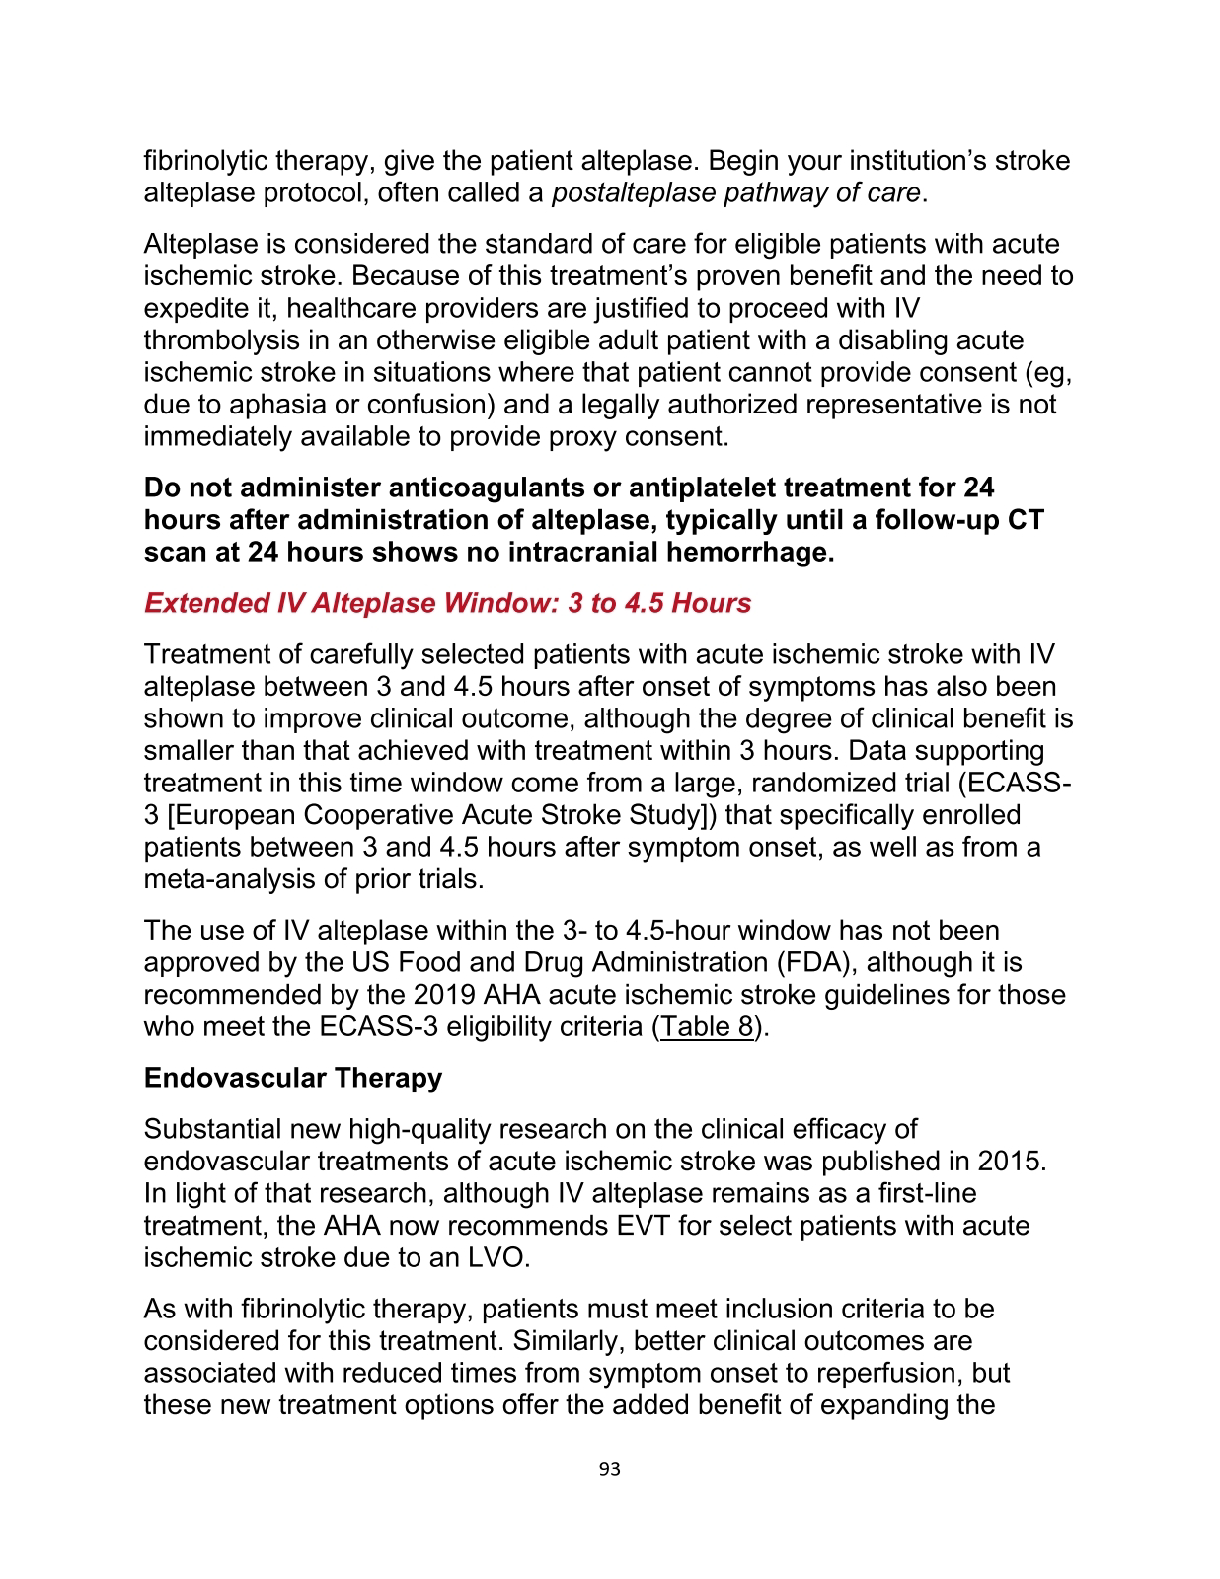 fibrinolytic therapy, give the patient alteplase. Begin your institution’s stroke
alteplase protocol, often called a postalteplase pathway of care.
Alteplase is considered the standard of care for eligible patients with acute
ischemic stroke. Because of this treatment’s proven benefit and the need to
expedite it, healthcare providers are justified to proceed with IV
thrombolysis in an otherwise eligible adult patient with a disabling acute
ischemic stroke in situations where that patient cannot provide consent (eg,
due to aphasia or confusion) and a legally authorized representative is not
immediately available to provide proxy consent.
Do not administer anticoagulants or antiplatelet treatment for 24
hours after administration of alteplase, typically until a follow-up CT
scan at 24 hours shows no intracranial hemorrhage.
Extended IV Alteplase Window: 3 to 4.5 Hours
Treatment of carefully selected patients with acute ischemic stroke with IV
alteplase between 3 and 4.5 hours after onset of symptoms has also been
shown to improve clinical outcome, although the degree of clinical benefit is
smaller than that achieved with treatment within 3 hours. Data supporting
treatment in this time window come from a large, randomized trial (ECASS-
3 [European Cooperative Acute Stroke Study]) that specifically enrolled
patients between 3 and 4.5 hours after symptom onset, as well as from a
meta-analysis of prior trials.
The use of IV alteplase within the 3- to 4.5-hour window has not been
approved by the US Food and Drug Administration (FDA), although it is
recommended by the 2019 AHA acute ischemic stroke guidelines for those
who meet the ECASS-3 eligibility criteria (Table 8).
Endovascular Therapy
Substantial new high-quality research on the clinical efficacy of
endovascular treatments of acute ischemic stroke was published in 2015.
In light of that research, although IV alteplase remains as a first-line
treatment, the AHA now recommends EVT for select patients with acute
ischemic stroke due to an LVO.
As with fibrinolytic therapy, patients must meet inclusion criteria to be
considered for this treatment. Similarly, better clinical outcomes are
associated with reduced times from symptom onset to reperfusion, but
these new treatment options offer the added benefit of expanding the
93